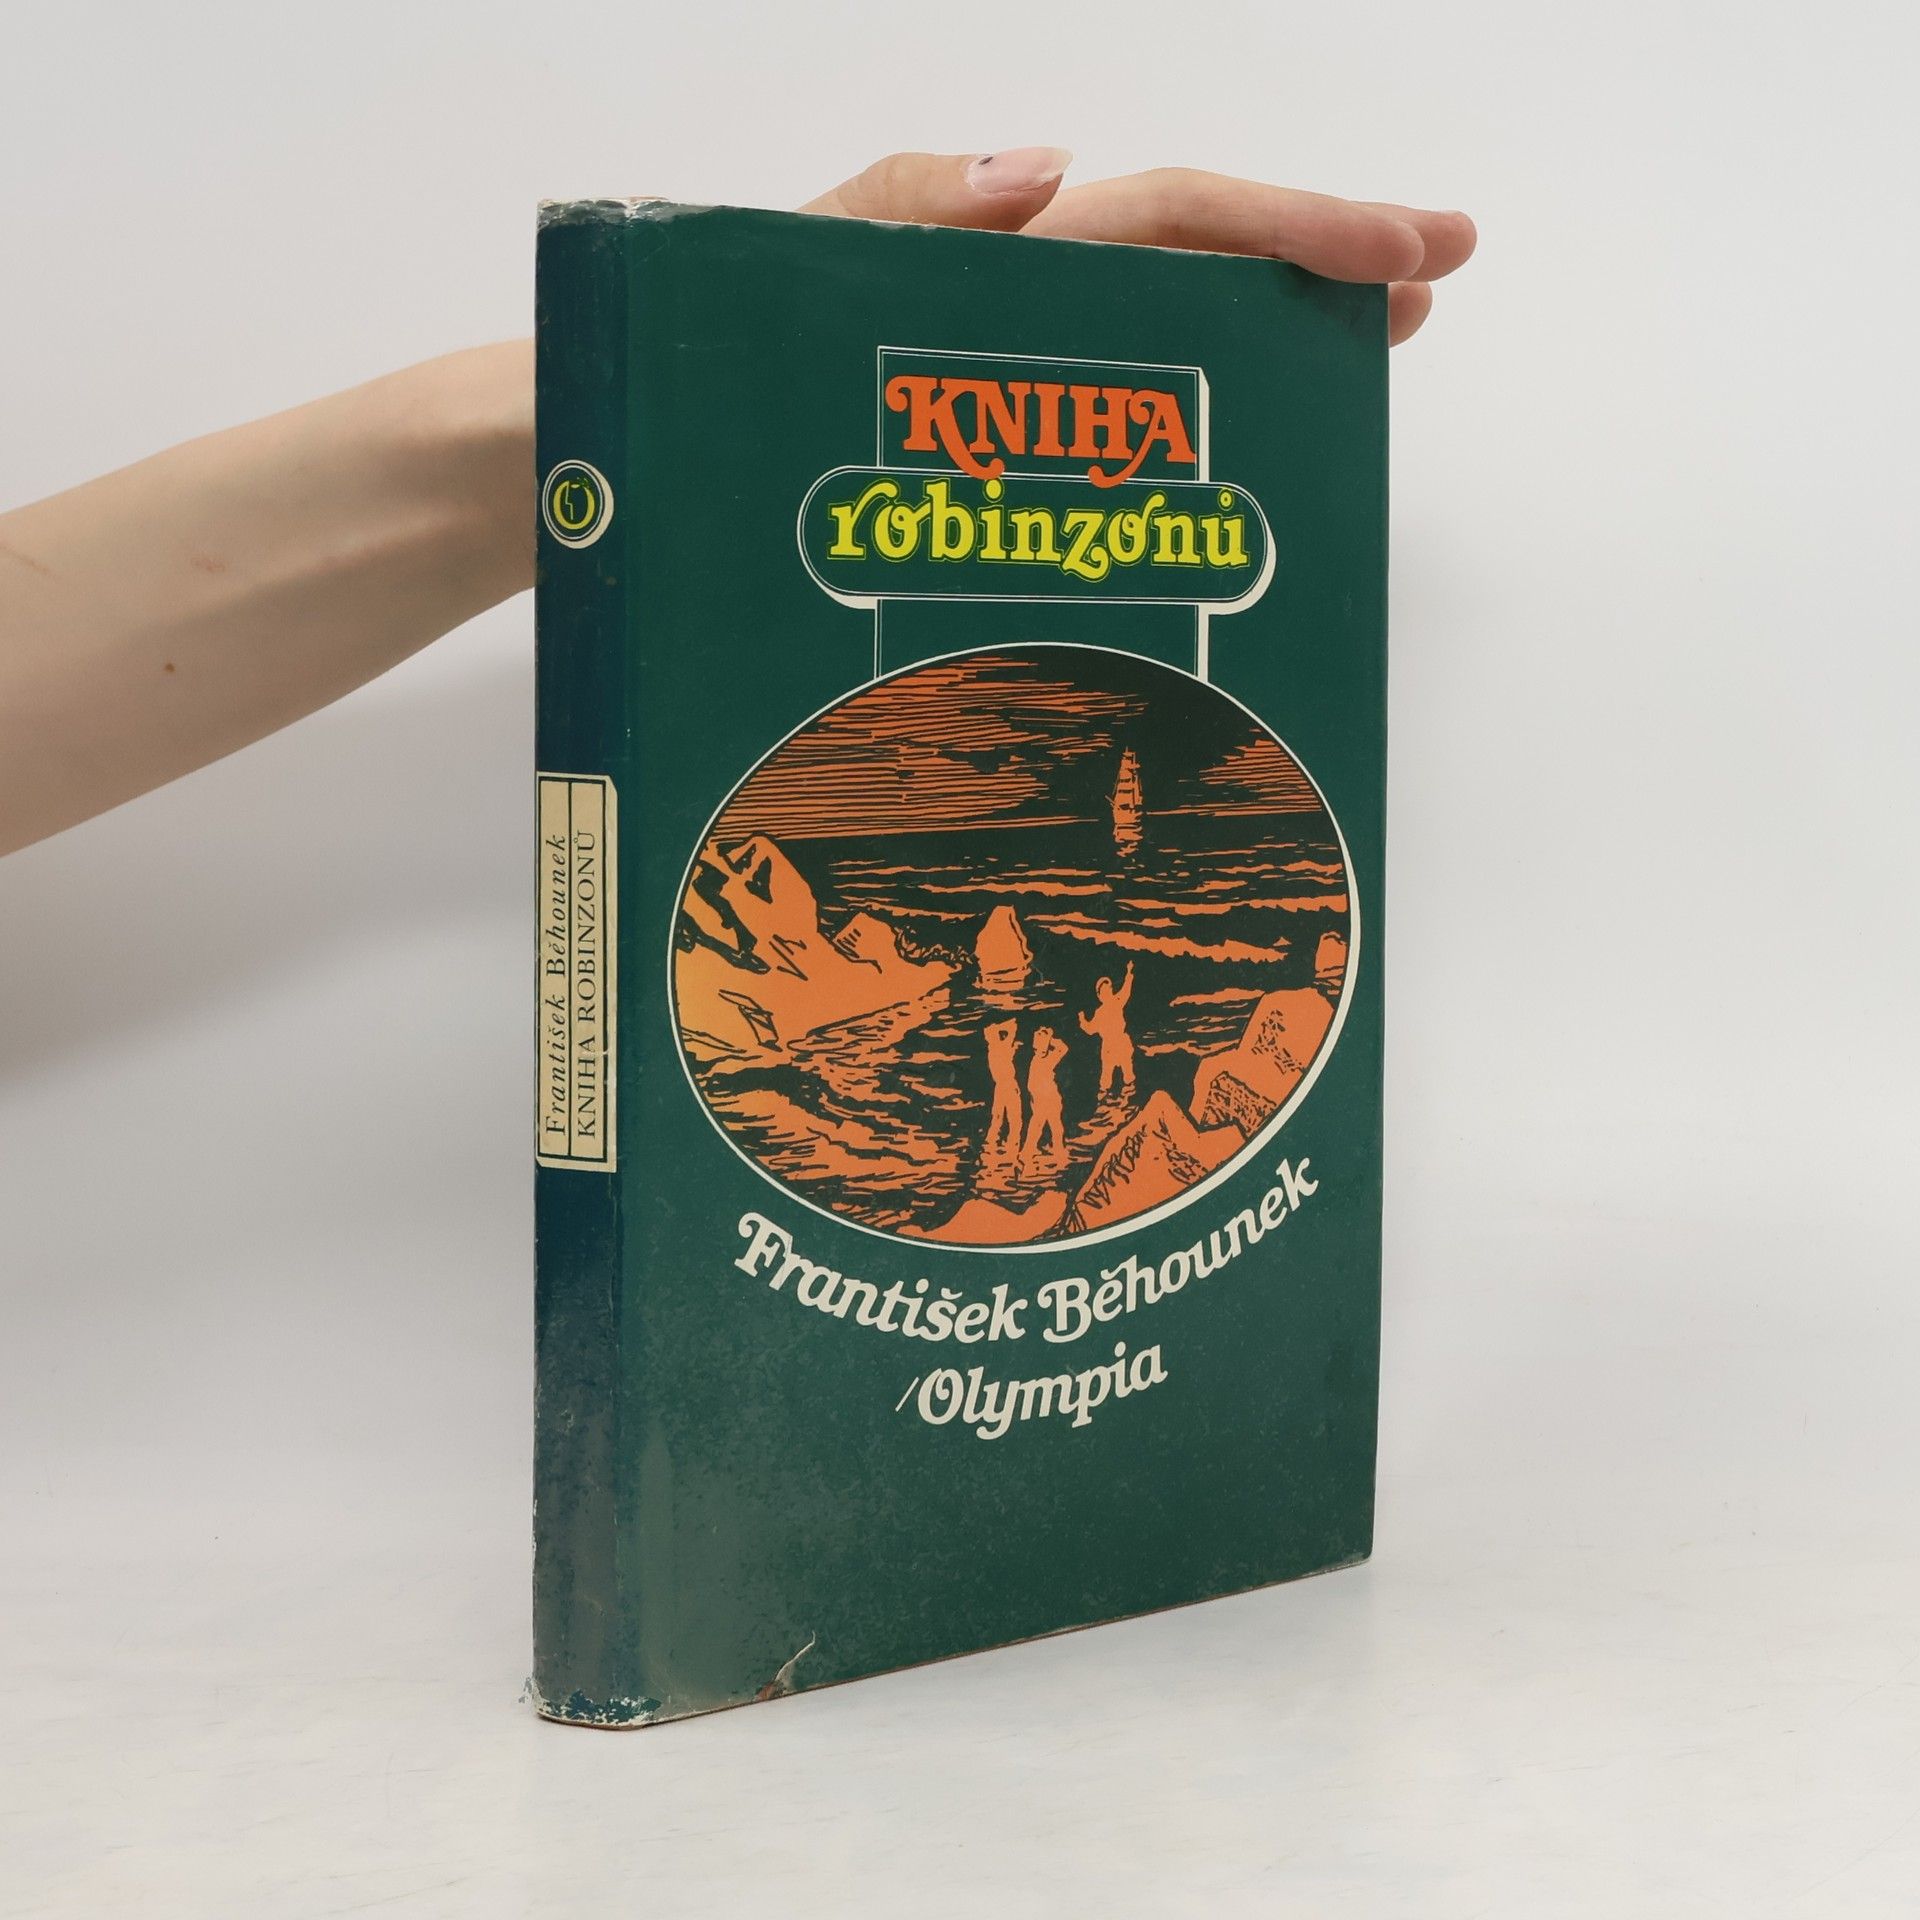 KNIHA
robinzonů
František Běhounek
/Olympia
František Běhounek
KNIHA ROBINZONŮ